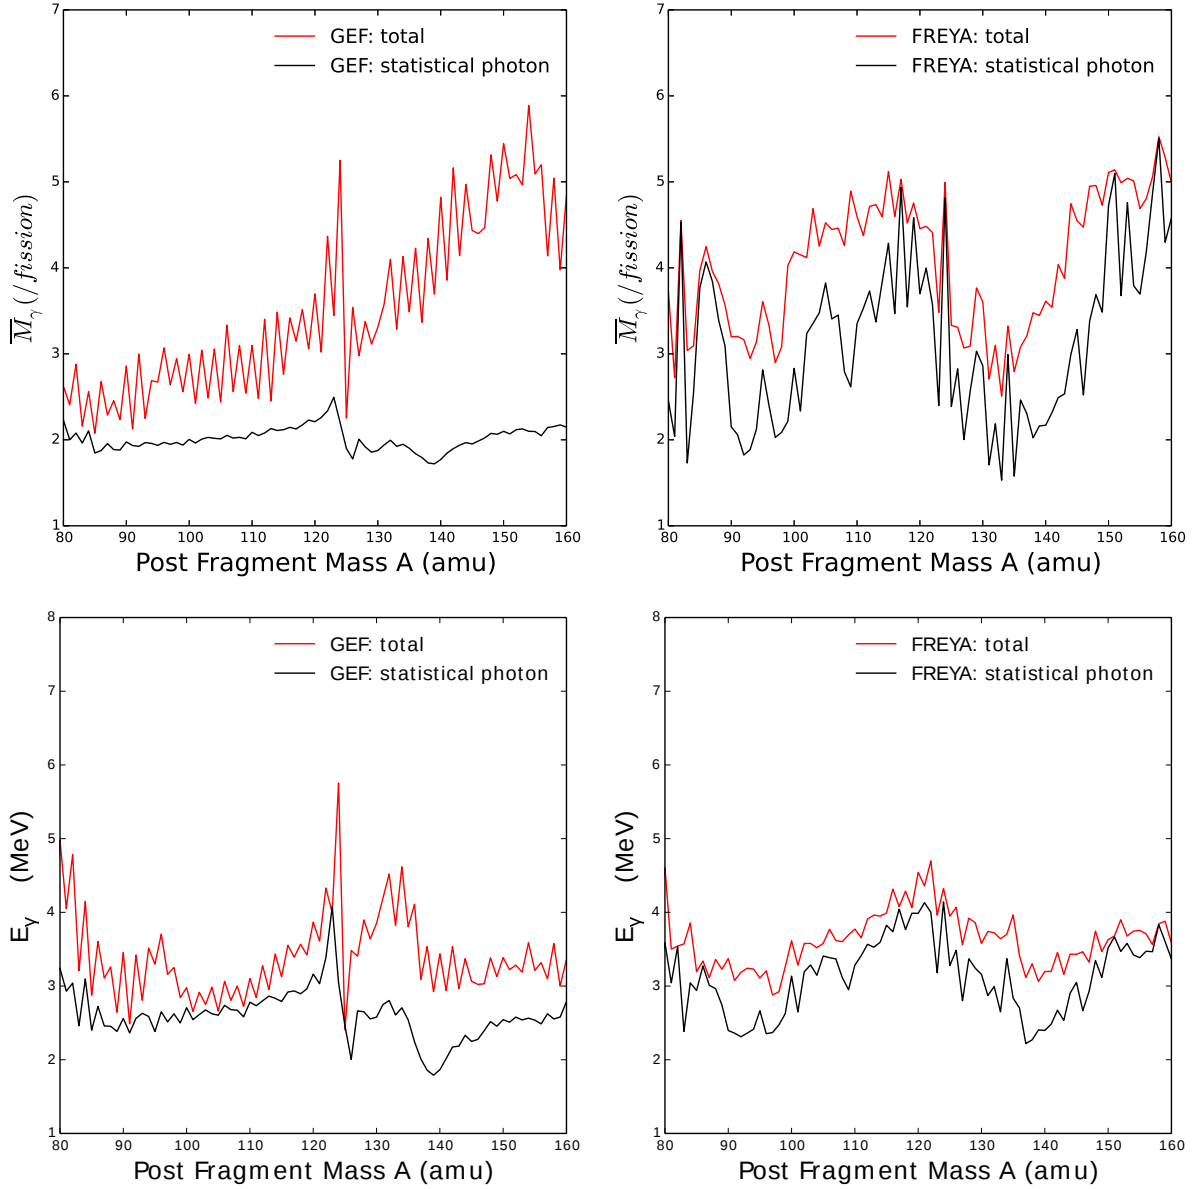 7
6
5
4
3
2
1
GEF: total
GEF: statistical photon
M̅γ (/fission)
80 90 100 110 120 130 140 150 160
Post Fragment Mass A (amu)
7
6
5
4
3
2
1
FREYA: total
FREYA: statistical photon
M̅γ (/fission)
80 90 100 110 120 130 140 150 160
Post Fragment Mass A (amu)
8
7
6
5
4
3
2
1
GEF: total
GEF: statistical photon
Eγ (MeV)
80 90 100 110 120 130 140 150 160
Post Fragment Mass A (amu)
8
7
6
5
4
3
2
1
FREYA: total
FREYA: statistical photon
Eγ (MeV)
80 90 100 110 120 130 140 150 160
Post Fragment Mass A (amu)